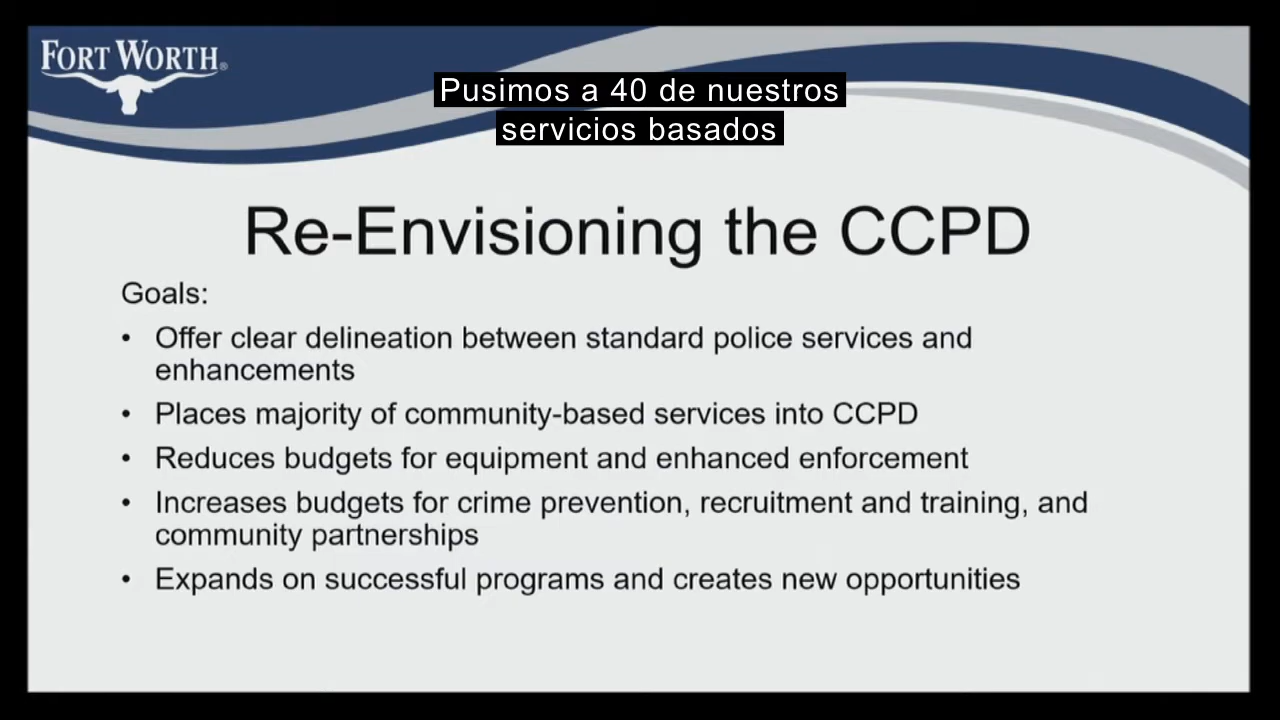 FORT WORTH®
Pusimos a 40 de nuestros
servicios basados
Re-Envisioning the CCPD
Goals:
• Offer clear delineation between standard police services and
enhancements
• Places majority of community-based services into CCPD
• Reduces budgets for equipment and enhanced enforcement
• Increases budgets for crime prevention, recruitment and training, and
community partnerships
• Expands on successful programs and creates new opportunities